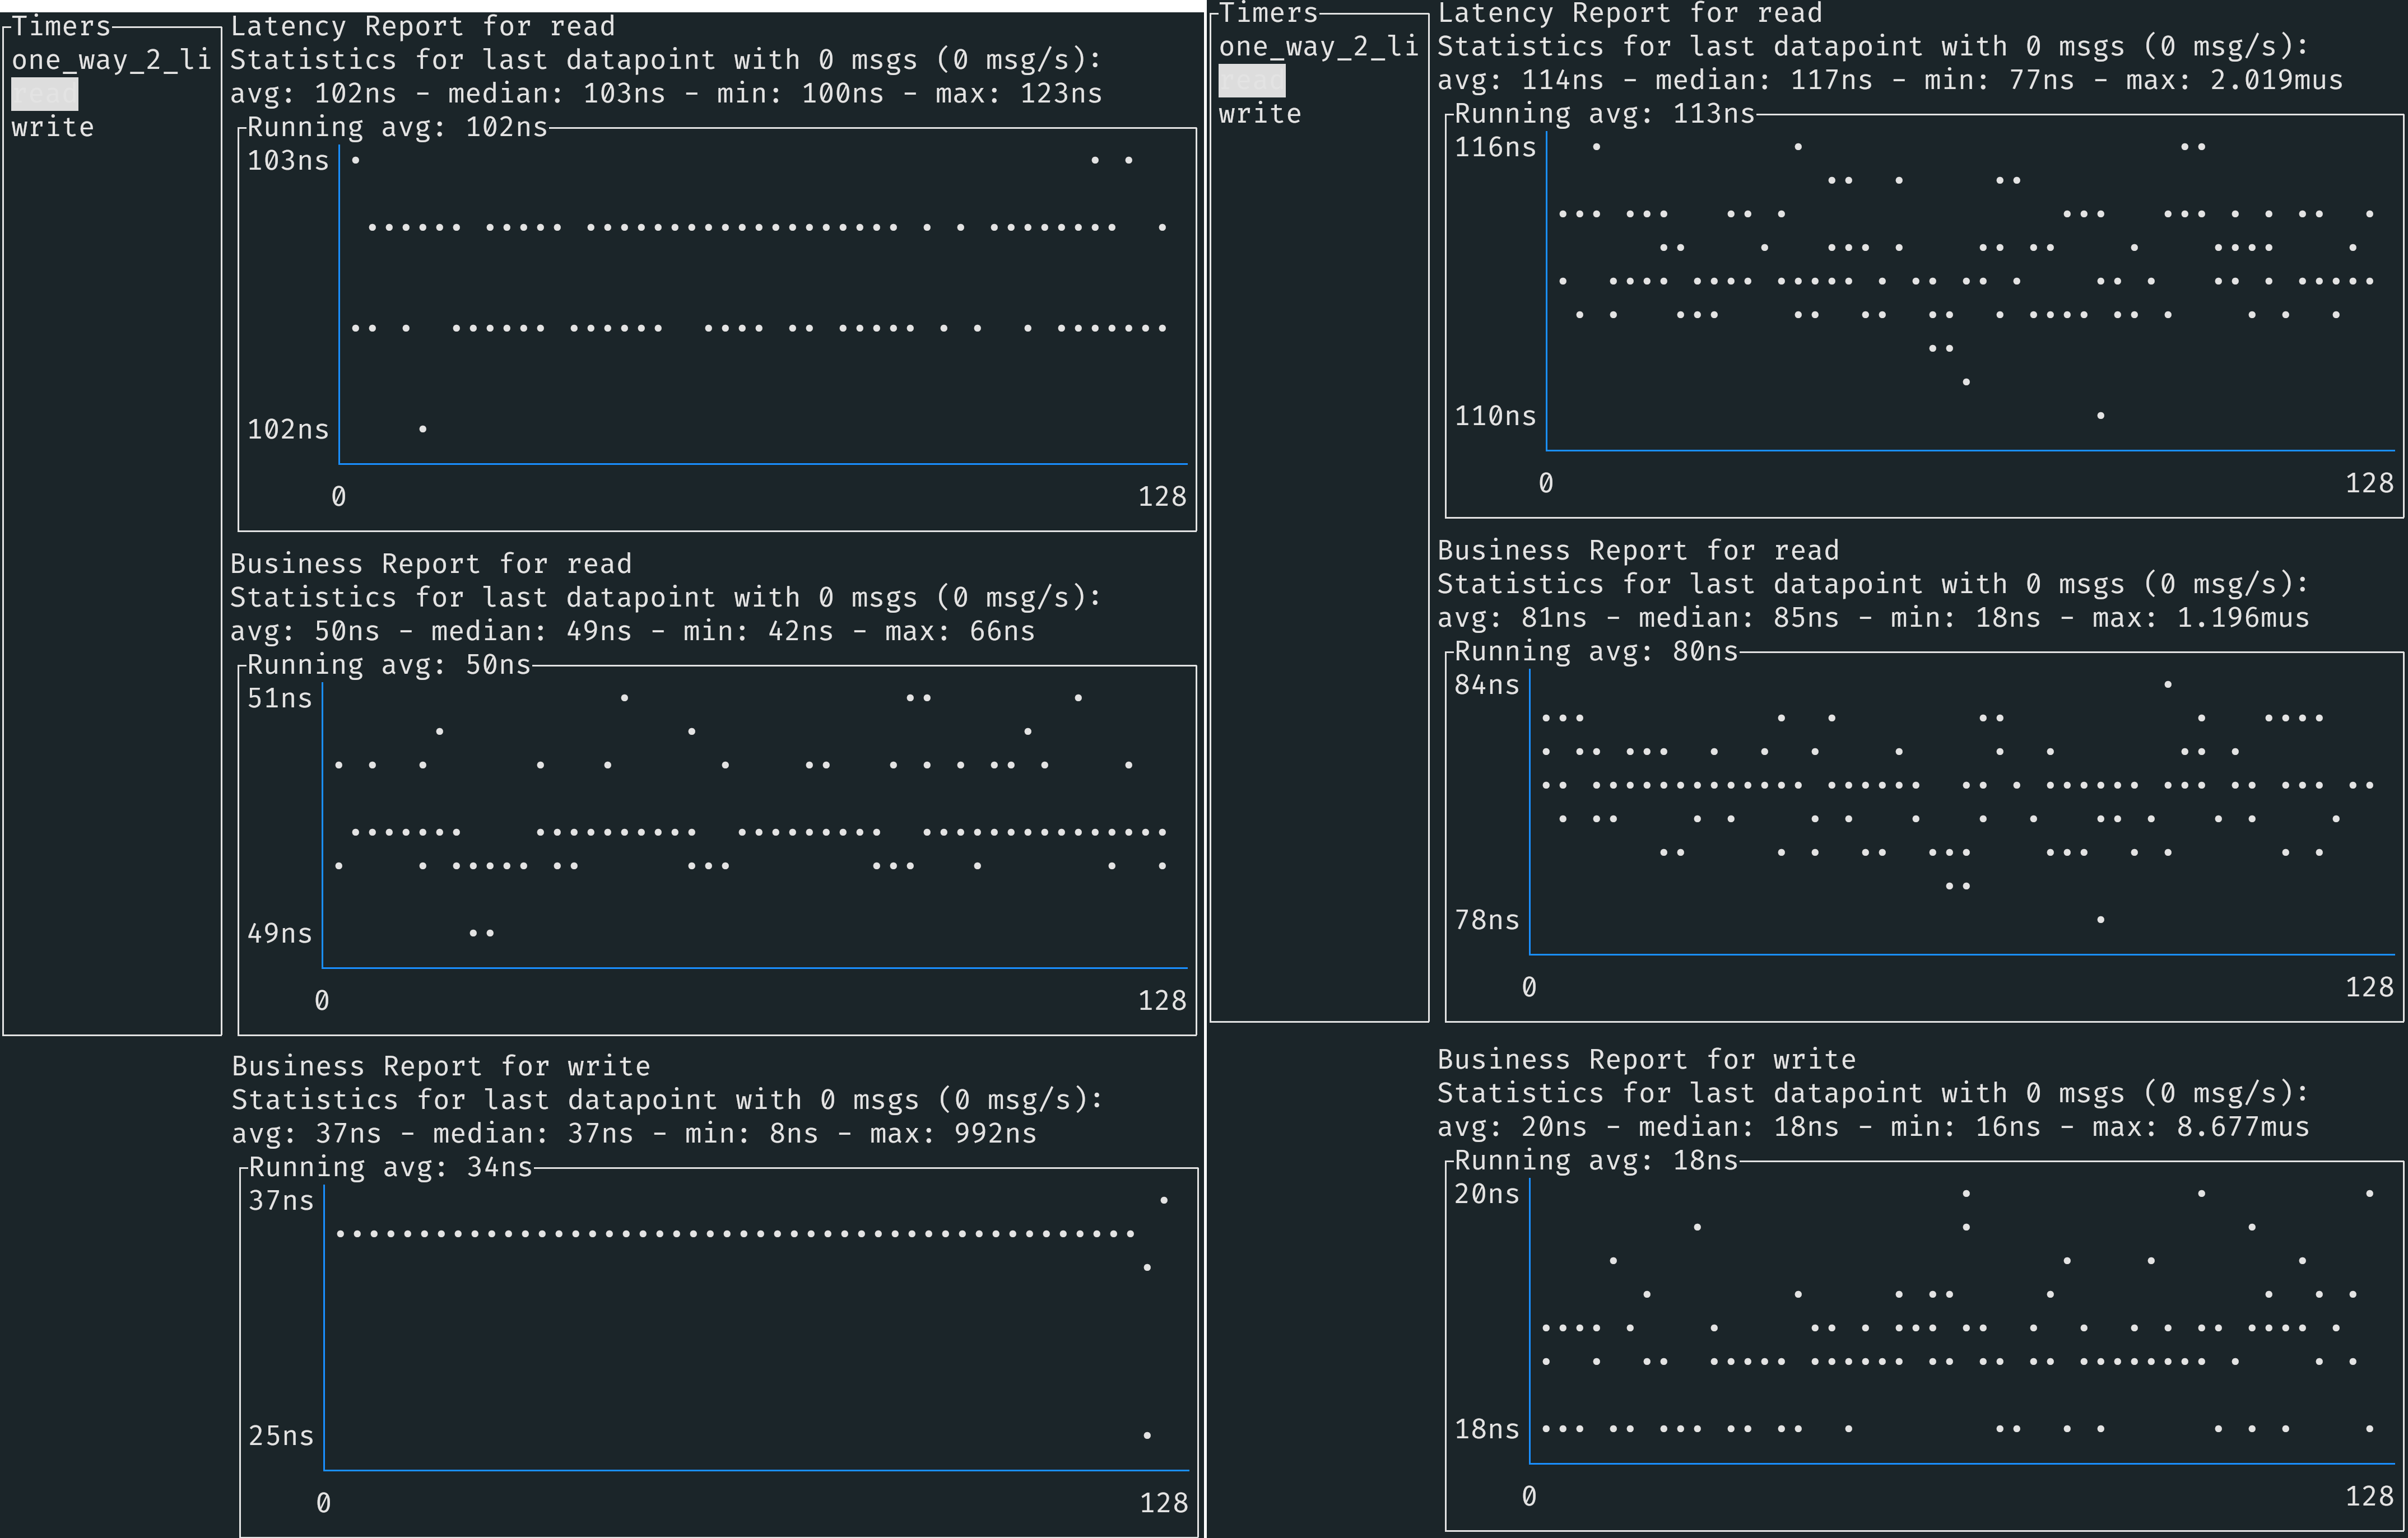 Timers
one_way_2_li
read
write
Latency Report for read
Statistics for last datapoint with 0 msgs (0 msg/s):
avg: 102ns - median: 103ns - min: 100ns - max: 123ns
Running avg: 102ns
103ns
102ns
0 128
Business Report for read
Statistics for last datapoint with 0 msgs (0 msg/s):
avg: 50ns - median: 49ns - min: 42ns - max: 66ns
Running avg: 50ns
51ns
49ns
0 128
Business Report for write
Statistics for last datapoint with 0 msgs (0 msg/s):
avg: 37ns - median: 37ns - min: 8ns - max: 992ns
Running avg: 34ns
37ns
25ns
0 128
Timers
one_way_2_li
read
write
Latency Report for read
Statistics for last datapoint with 0 msgs (0 msg/s):
avg: 114ns - median: 117ns - min: 77ns - max: 2.019mus
Running avg: 113ns
116ns
110ns
0 128
Business Report for read
Statistics for last datapoint with 0 msgs (0 msg/s):
avg: 81ns - median: 85ns - min: 18ns - max: 1.196mus
Running avg: 80ns
84ns
78ns
0 128
Business Report for write
Statistics for last datapoint with 0 msgs (0 msg/s):
avg: 20ns - median: 18ns - min: 16ns - max: 8.677mus
Running avg: 18ns
20ns
18ns
0 128